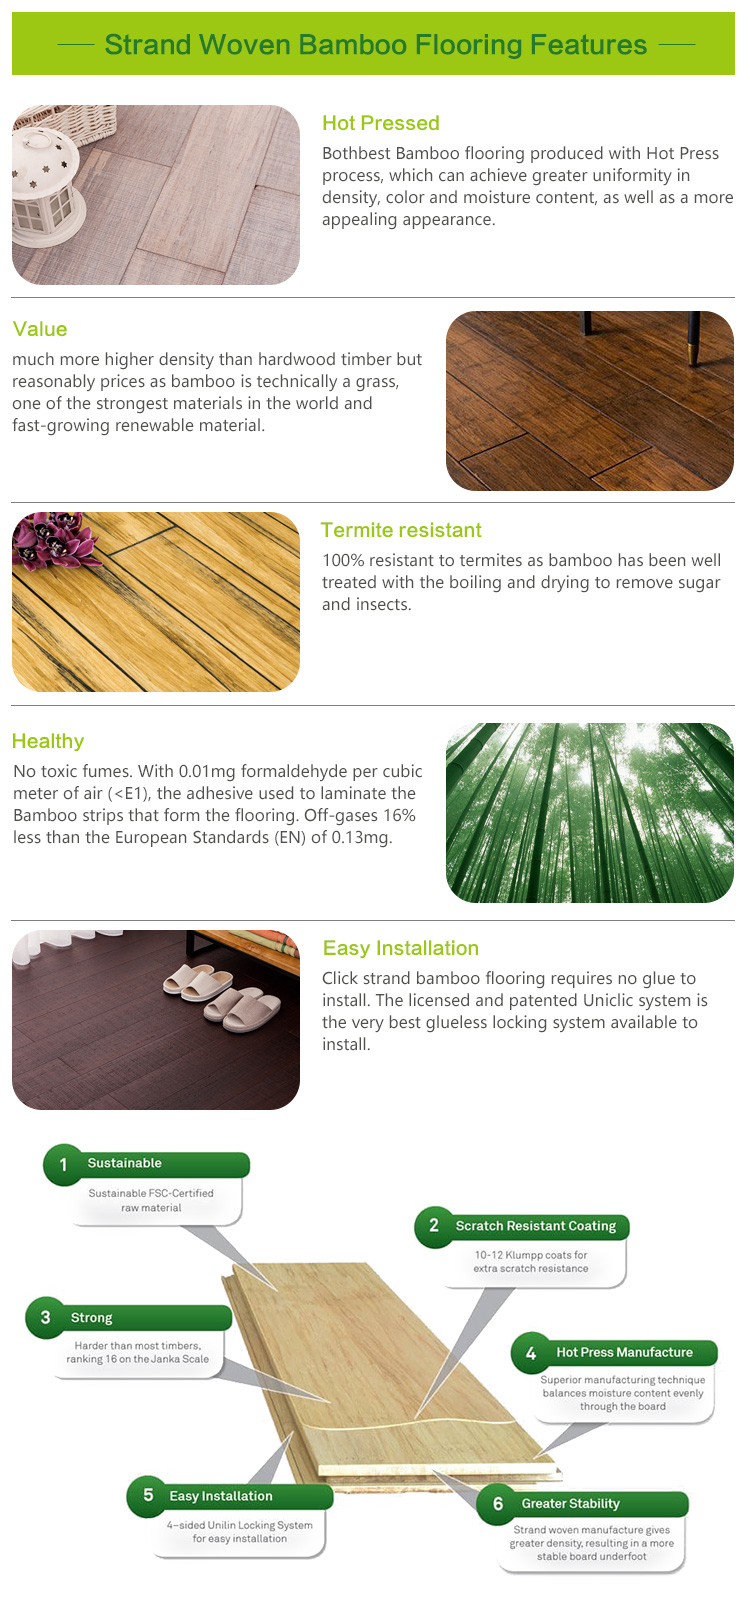 Strand Woven Bamboo Flooring Features
Hot Pressed
Bothbest Bamboo flooring produced with Hot Press
process, which can achieve greater uniformity in
density, color and moisture content, as well as a more
appealing appearance.
Value
much more higher density than hardwood timber but
reasonably prices as bamboo is technically a grass,
one of the strongest materials in the world and
fast-growing renewable material.
Termite resistant
100% resistant to termites as bamboo has been well
treated with the boiling and drying to remove sugar
and insects.
Healthy
No toxic fumes. With 0.01mg formaldehyde per cubic
meter of air (<E1), the adhesive used to laminate the
Bamboo strips that form the flooring. Off-gases 16%
less than the European Standards (EN) of 0.13mg.
Easy Installation
Click strand bamboo flooring requires no glue to
install. The licensed and patented Uniclic system is
the very best glueless locking system available to
install.
1 Sustainable
Sustainable FSC-Certified
raw material
2 Scratch Resistant Coating
10-12 Klumpp coats for
extra scratch resistance
3 Strong
Harder than most timbers,
ranking 16 on the Janka Scale
4 Hot Press Manufacture
Superior manufacturing technique
balances moisture content evenly
through the board
5 Easy Installation
4-sided Unilin Locking System
for easy installation
6 Greater Stability
Strand woven manufacture gives
greater density, resulting in a more
stable board underfoot